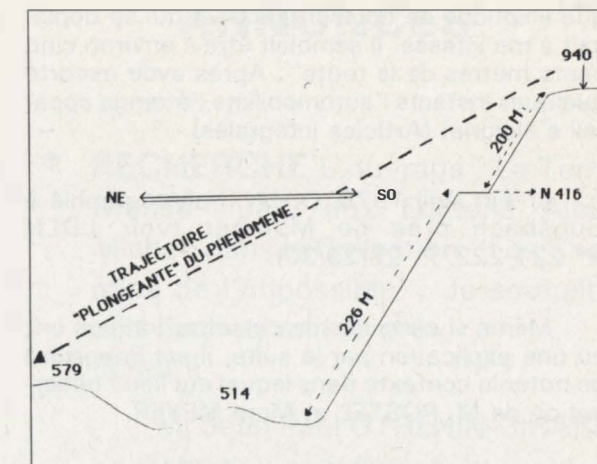 940
200 M
NE
SO
N 416
TRAJECTOIRE
"PLONGEANTE" DU PHENOMENE
226 M
579
514